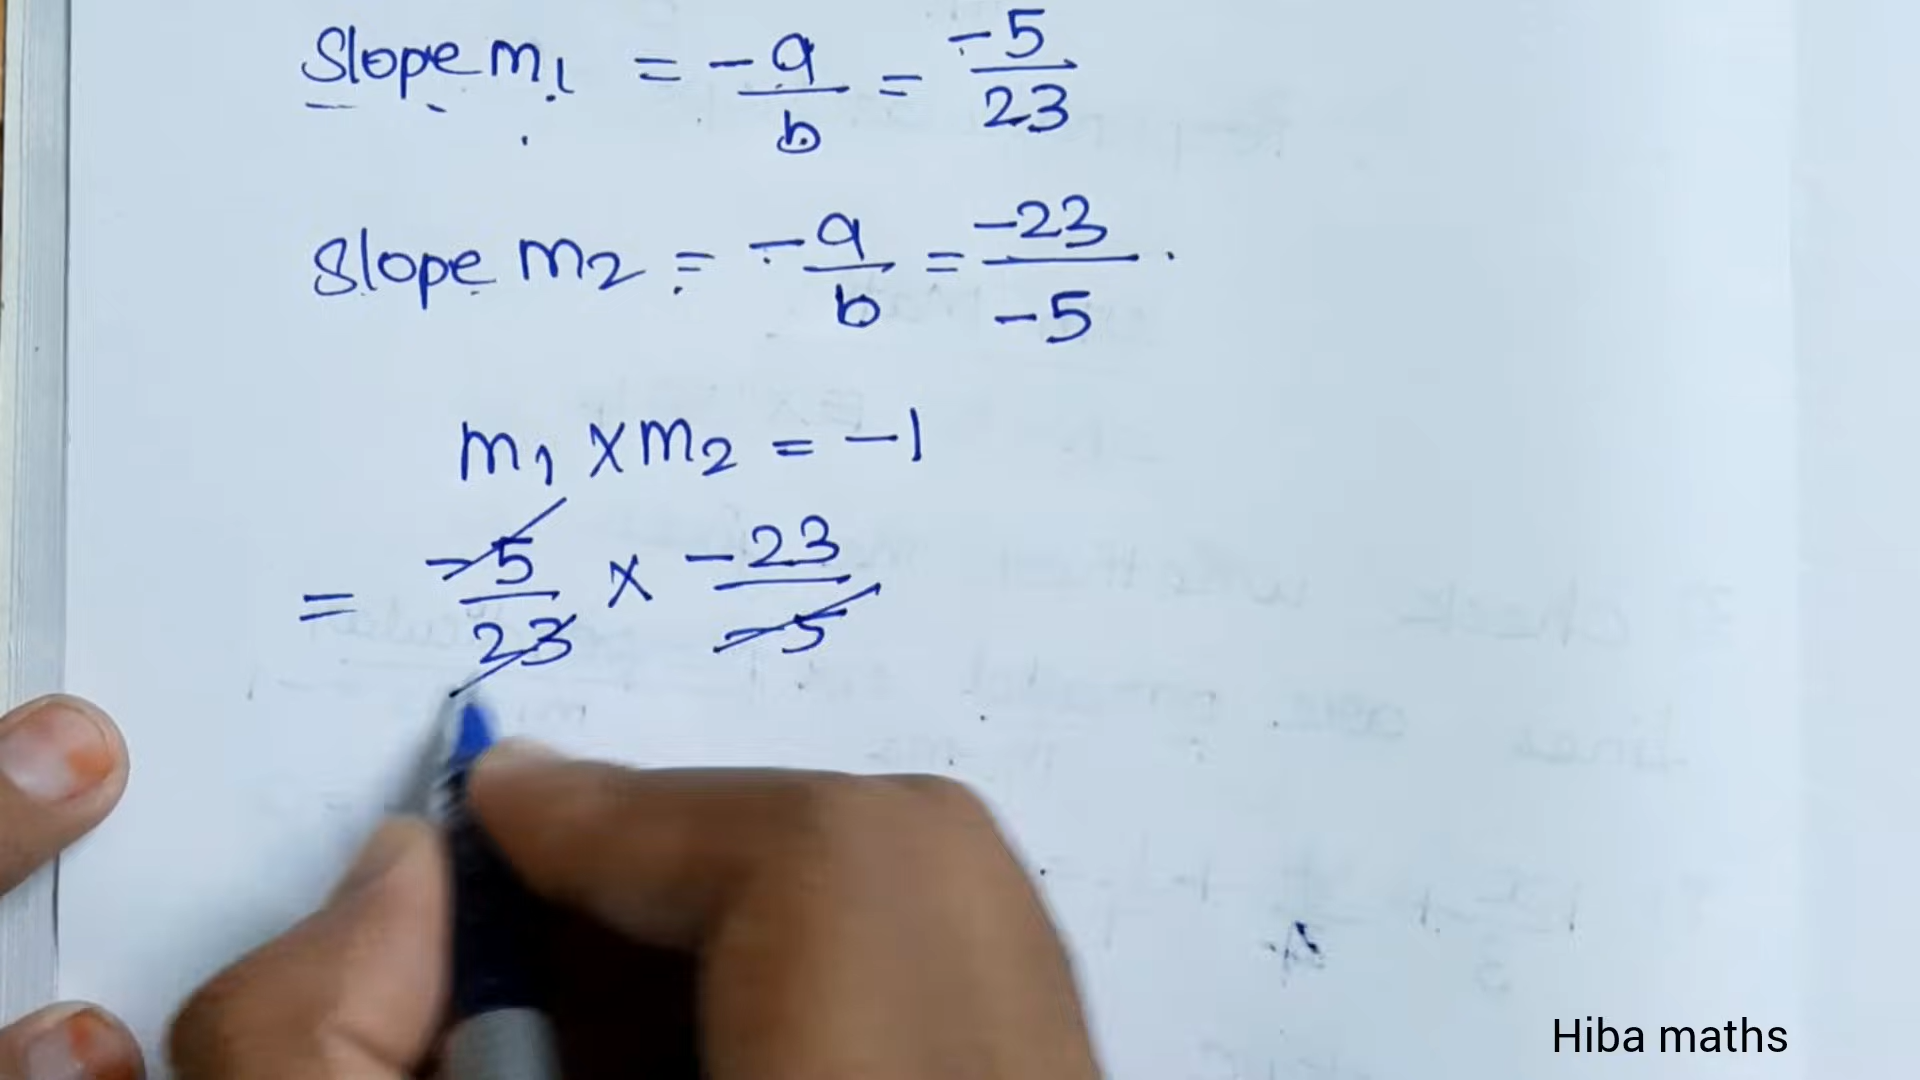 Slope m1 = -a/b = -5/23
Slope m2 = -a/b = -23/-5
m1 x m2 = -1
= -5/23 x -23/-5
Hiba maths